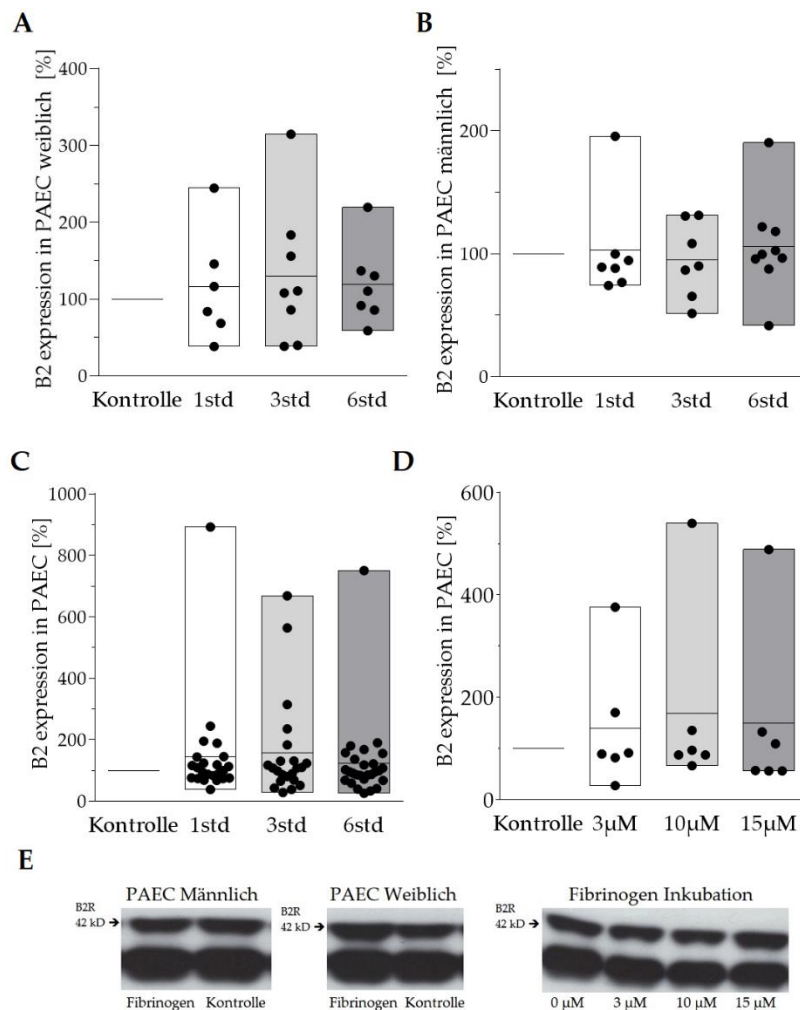 A
B2 expression in PAEC weiblich [%]
400
300
200
100
0
Kontrolle 1std 3std 6std
B
B2 expression in PAEC männlich [%]
200
100
0
Kontrolle 1std 3std 6std
C
B2 expression in PAEC [%]
1000
800
600
400
200
0
Kontrolle 1std 3std 6std
D
B2 expression in PAEC [%]
600
400
200
0
Kontrolle 3µM 10µM 15µM
E
PAEC Männlich
B2R
42 kD
Fibrinogen Kontrolle
PAEC Weiblich
B2R
42 kD
Fibrinogen Kontrolle
Fibrinogen Inkubation
B2R
42 kD
0 µM 3 µM 10 µM 15 µM